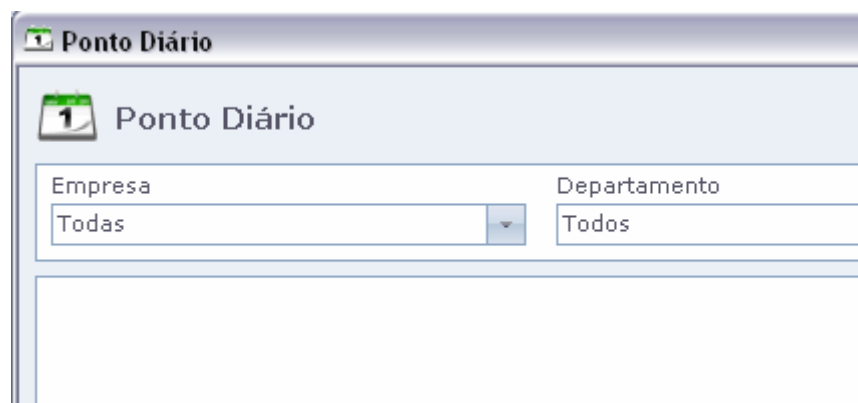 Ponto Diário
Ponto Diário
Empresa
Departamento
Todas
Todos